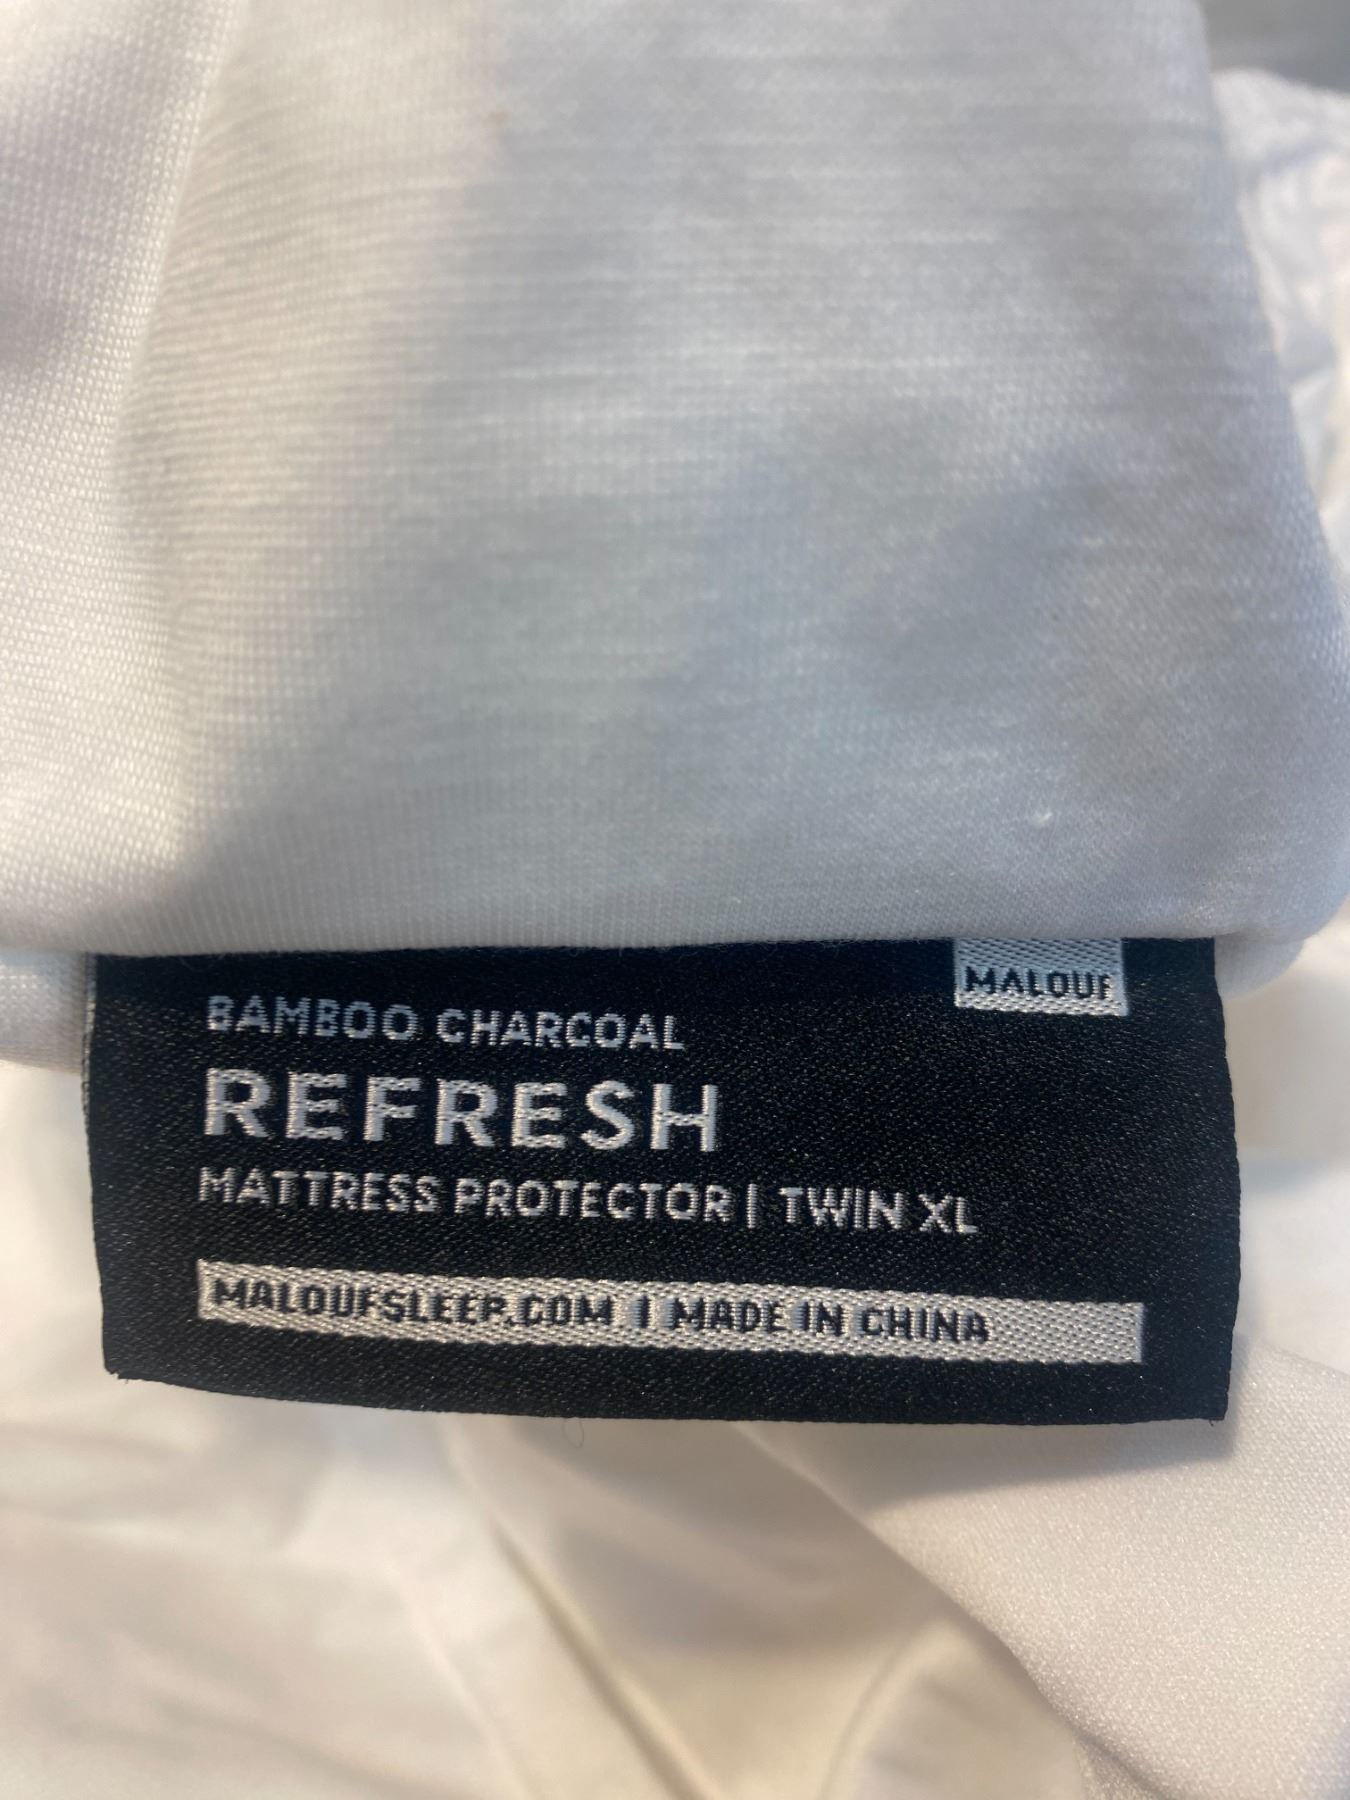 MALOUF
BAMBOO CHARCOAL
REFRESH
MATTRESS PROTECTOR | TWIN XL
MALOUFSLEEP.COM | MADE IN CHINA